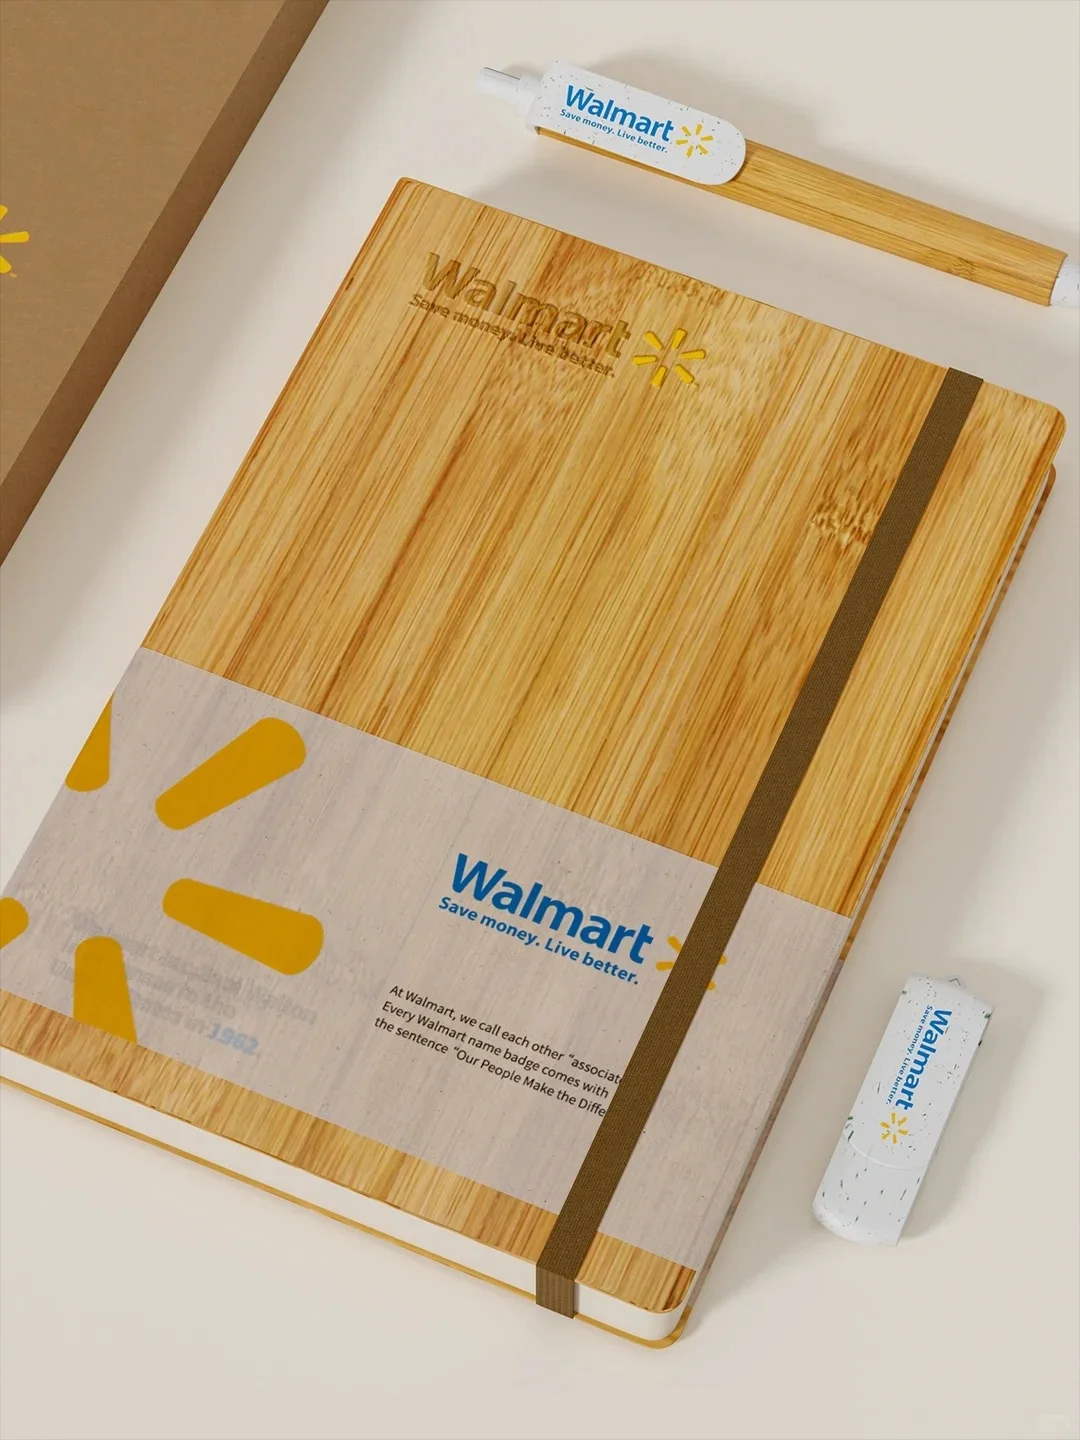 Walmart
Save money. Live better.
Walmart
Save money. Live better.
Walmart
Save money. Live better.
At Walmart, we call each other “associat
Every Walmart name badge comes with
the sentence “Our People Make the Diffe
1962
Walmart
Save money. Live better.